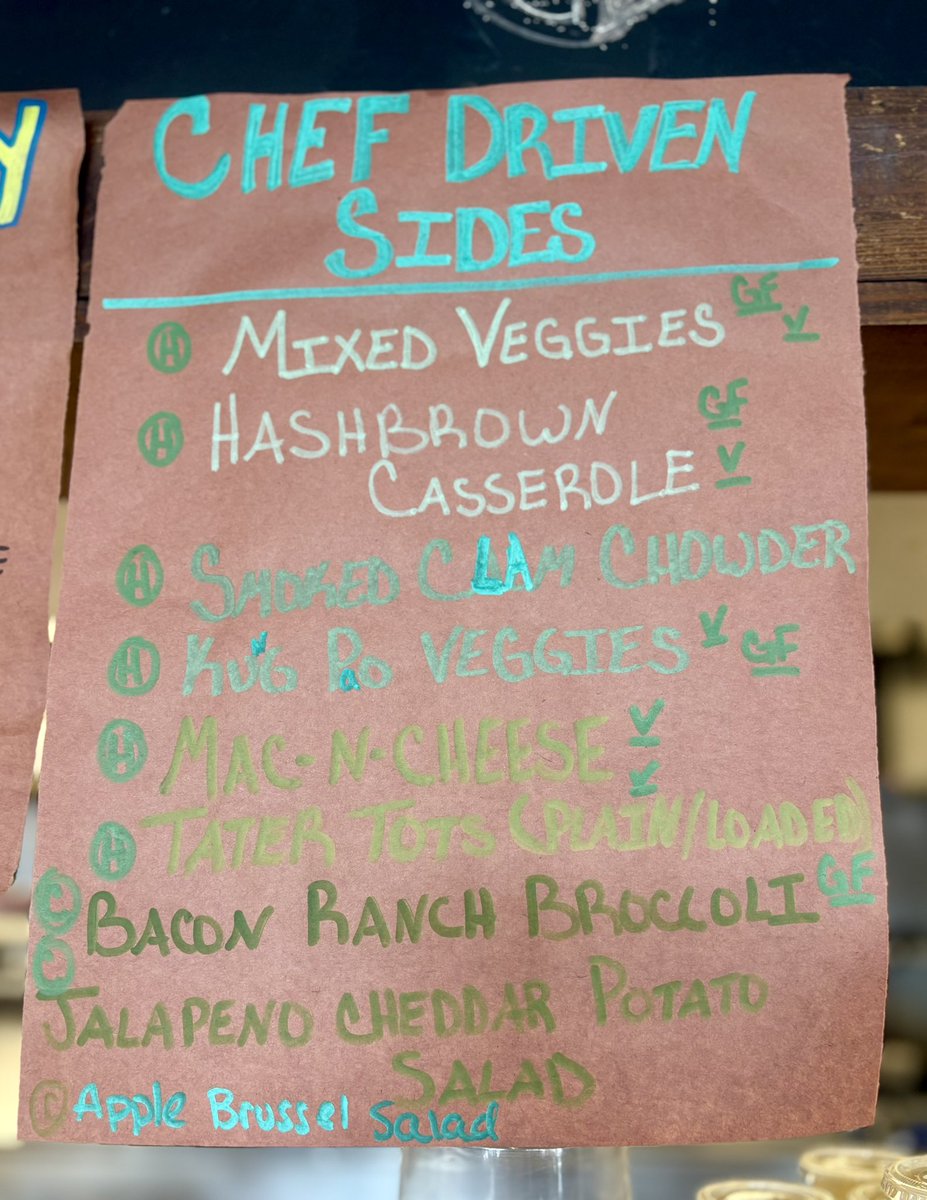 Y
CHEF DRIVEN
SIDES
H MIXED VEGGIES GF V
H HASHBROWN GF
CASSEROLE V
H SMOKED CLAM CHOWDER
H KUNG PaO VEGGIES V GF
H MAC-N-CHEESE V
H TATER TOTS (PLAIN/LOADED) V
C BACON RANCH BROCCOLI GF
C JALAPENO CHEDDAR POTATO
SALAD
C Apple Brussel Salad